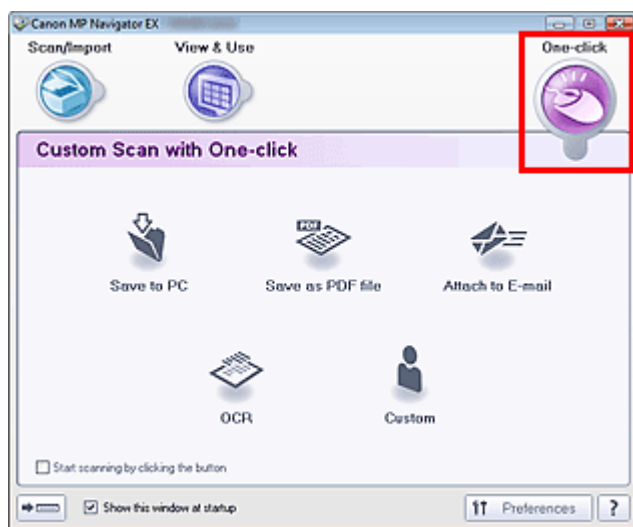 Canon MP Navigator EX
Scan/Import View & Use One-click
Custom Scan with One-click
Save to PC Save as PDF file Attach to E-mail
OCR Custom
Start scanning by clicking the button
Show this window at startup Preferences ?